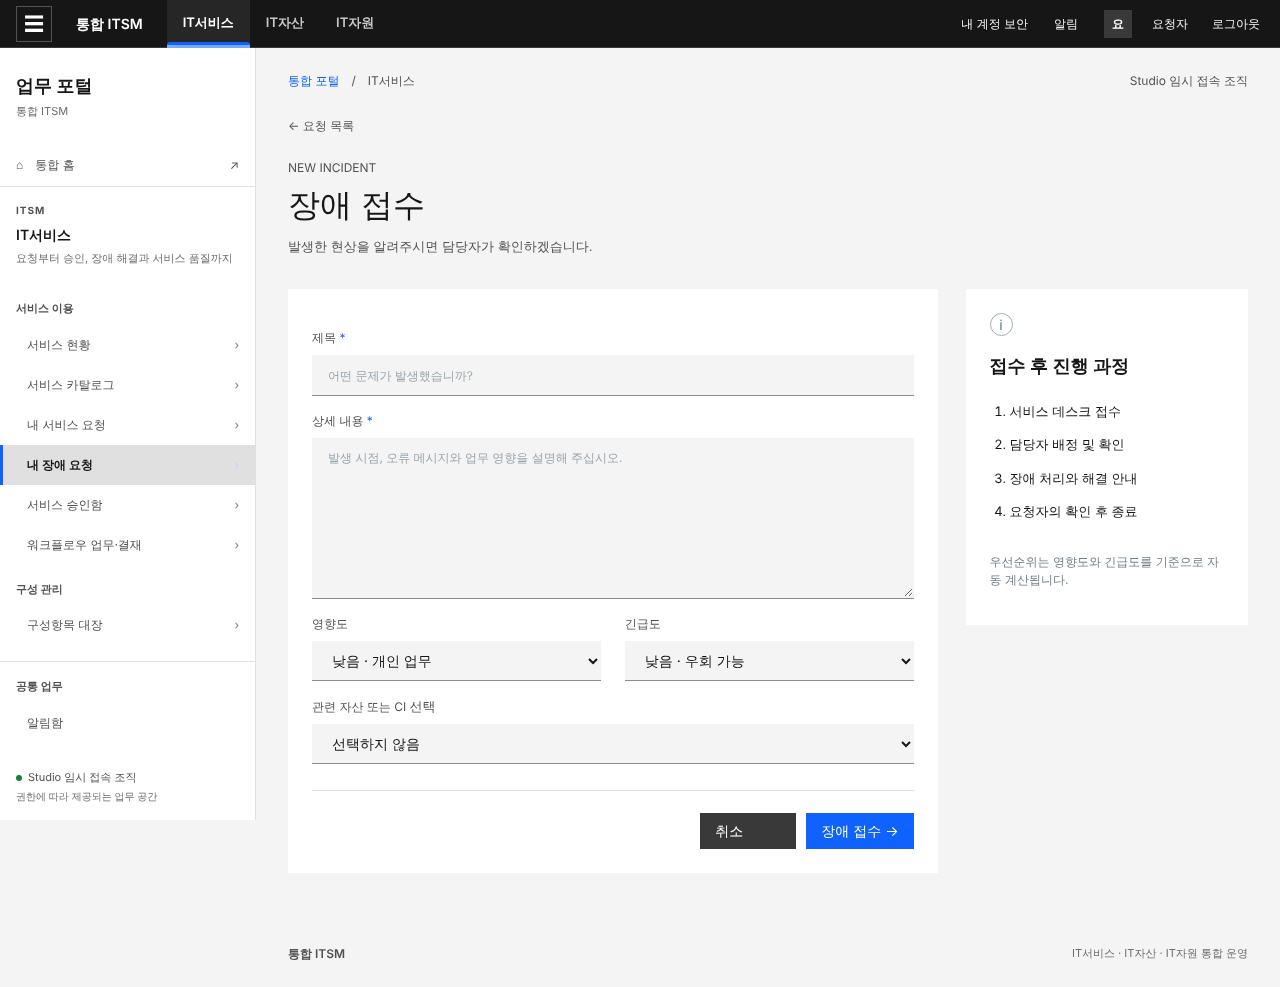 통합 ITSM
IT서비스
IT자산
IT자원
내 계정 보안
알림
요
요청자
로그아웃
업무 포털
통합 ITSM
통합 홈
ITSM
IT서비스
요청부터 승인, 장애 해결과 서비스 품질까지
서비스 이용
서비스 현황
서비스 카탈로그
내 서비스 요청
내 장애 요청
서비스 승인함
워크플로우 업무·결재
구성 관리
구성항목 대장
공통 업무
알림함
Studio 임시 접속 조직
권한에 따라 제공되는 업무 공간
통합 포털 / IT서비스
Studio 임시 접속 조직
← 요청 목록
NEW INCIDENT
장애 접수
발생한 현상을 알려주시면 담당자가 확인하겠습니다.
제목 *
어떤 문제가 발생했습니까?
상세 내용 *
발생 시점, 오류 메시지와 업무 영향을 설명해 주십시오.
영향도
낮음 · 개인 업무
긴급도
낮음 · 우회 가능
관련 자산 또는 CI 선택
선택하지 않음
취소
장애 접수 →
i
접수 후 진행 과정
1. 서비스 데스크 접수
2. 담당자 배정 및 확인
3. 장애 처리와 해결 안내
4. 요청자의 확인 후 종료
우선순위는 영향도와 긴급도를 기준으로 자
동 계산됩니다.
통합 ITSM
IT서비스 · IT자산 · IT자원 통합 운영